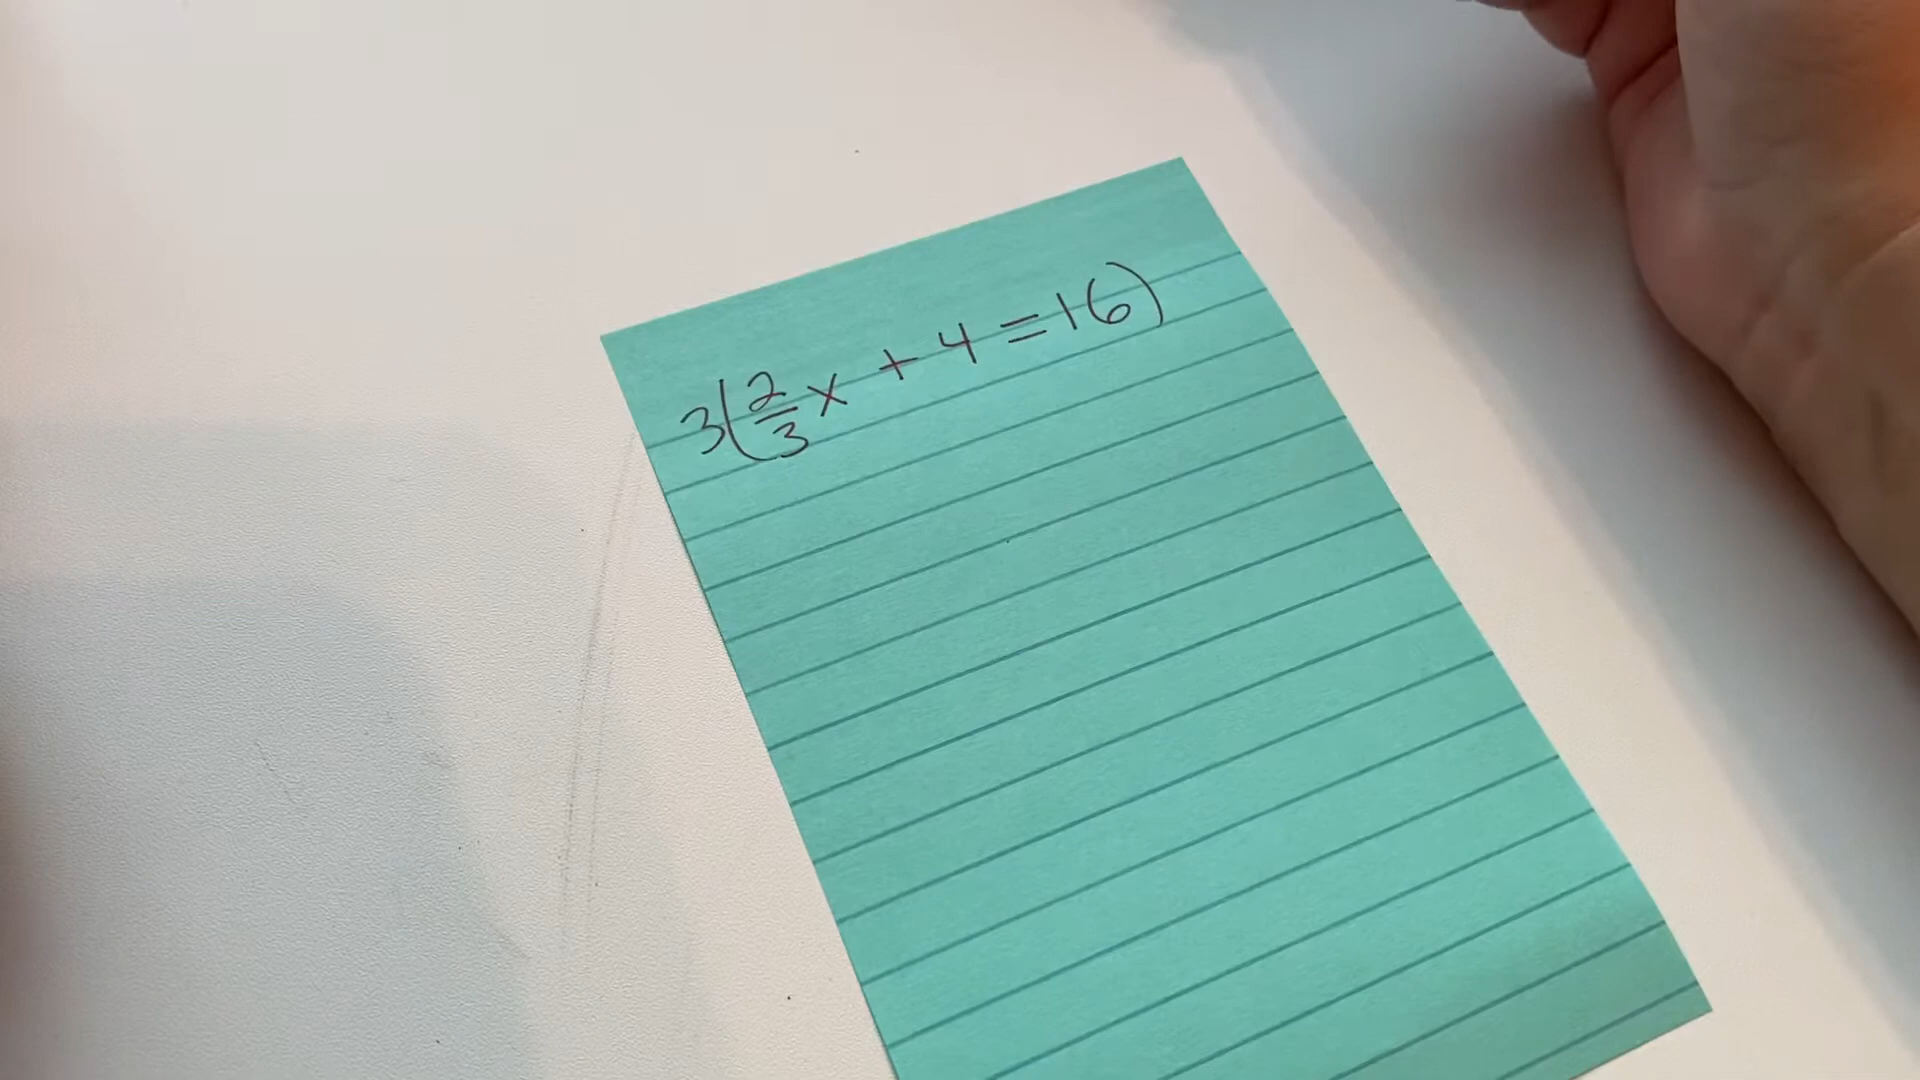 3(2/3x + 4 = 16)